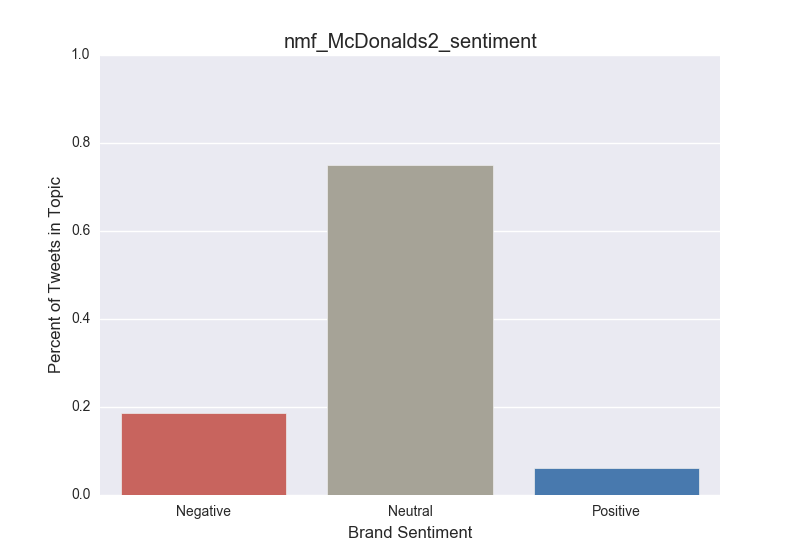 nmf_McDonalds2_sentiment
1.0
0.8
0.6
0.4
0.2
0.0
Percent of Tweets in Topic
Negative Neutral Positive
Brand Sentiment